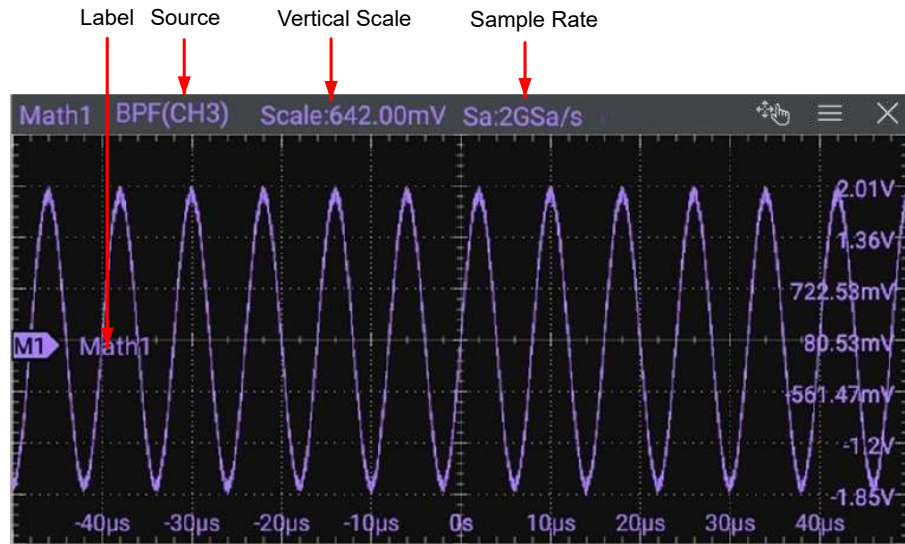 Label Source Vertical Scale Sample Rate
Math1 BPF(CH3) Scale:642.00mV Sa:2GSa/s
2.01V
1.36V
722.53mV
M1 Math1 80.53mV
-561.47mV
-1.2V
-1.85V
-40µs -30µs -20µs -10µs 0s 10µs 20µs 30µs 40µs